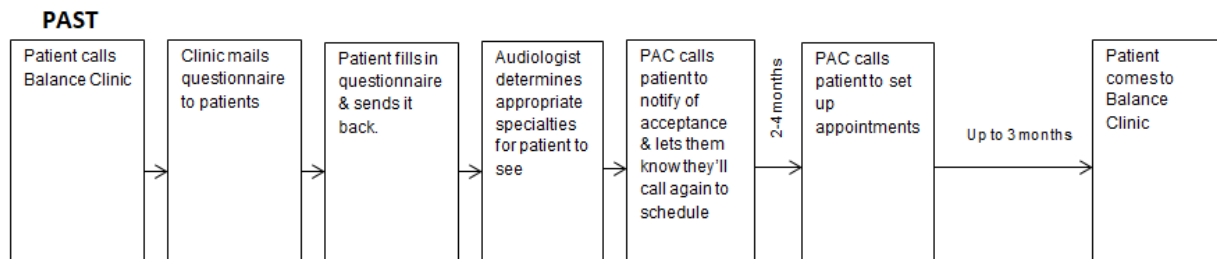 PAST
Patient calls
Balance Clinic
Clinic mails
questionnaire
to patients
Patient fills in
questionnaire
& sends it
back.
Audiologist
determines
appropriate
specialties
for patient to
see
PAC calls
patient to
notify of
acceptance
& lets them
know they'll
call again to
schedule
2-4 months
PAC calls
patient to set
up
appointments
Up to 3 months
Patient
comes to
Balance
Clinic